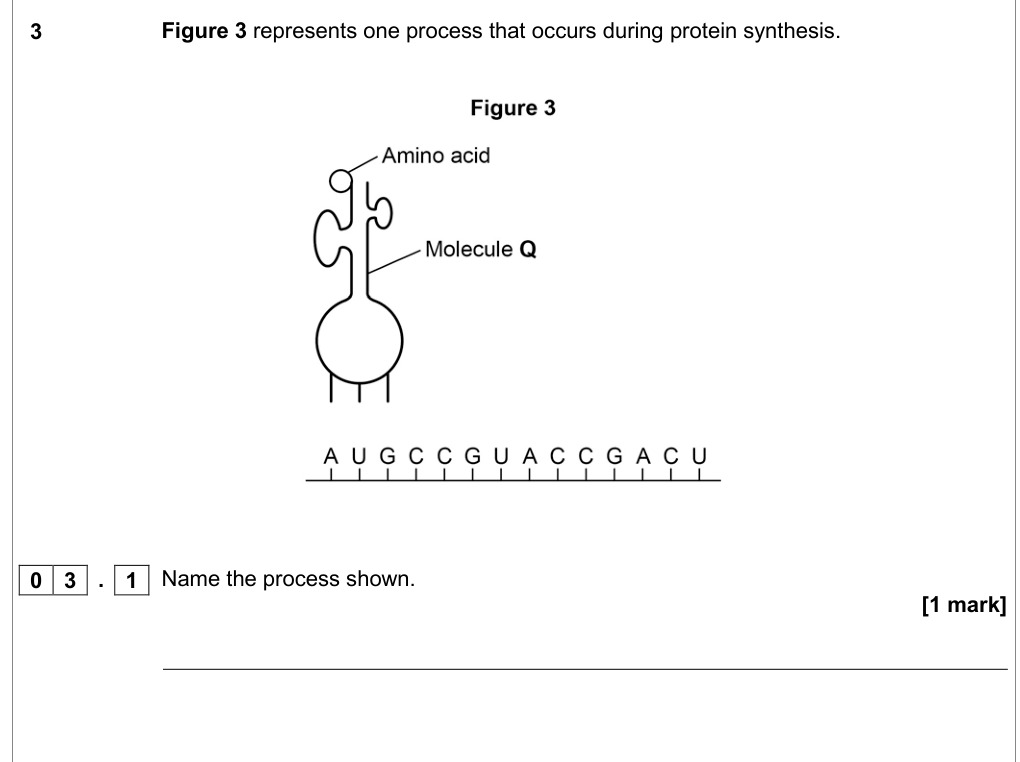 3 Figure 3 represents one process that occurs during protein synthesis.
Figure 3
Amino acid
Molecule Q
A U G C C G U A C C G A C U
0 3 . 1 Name the process shown.
[1 mark]